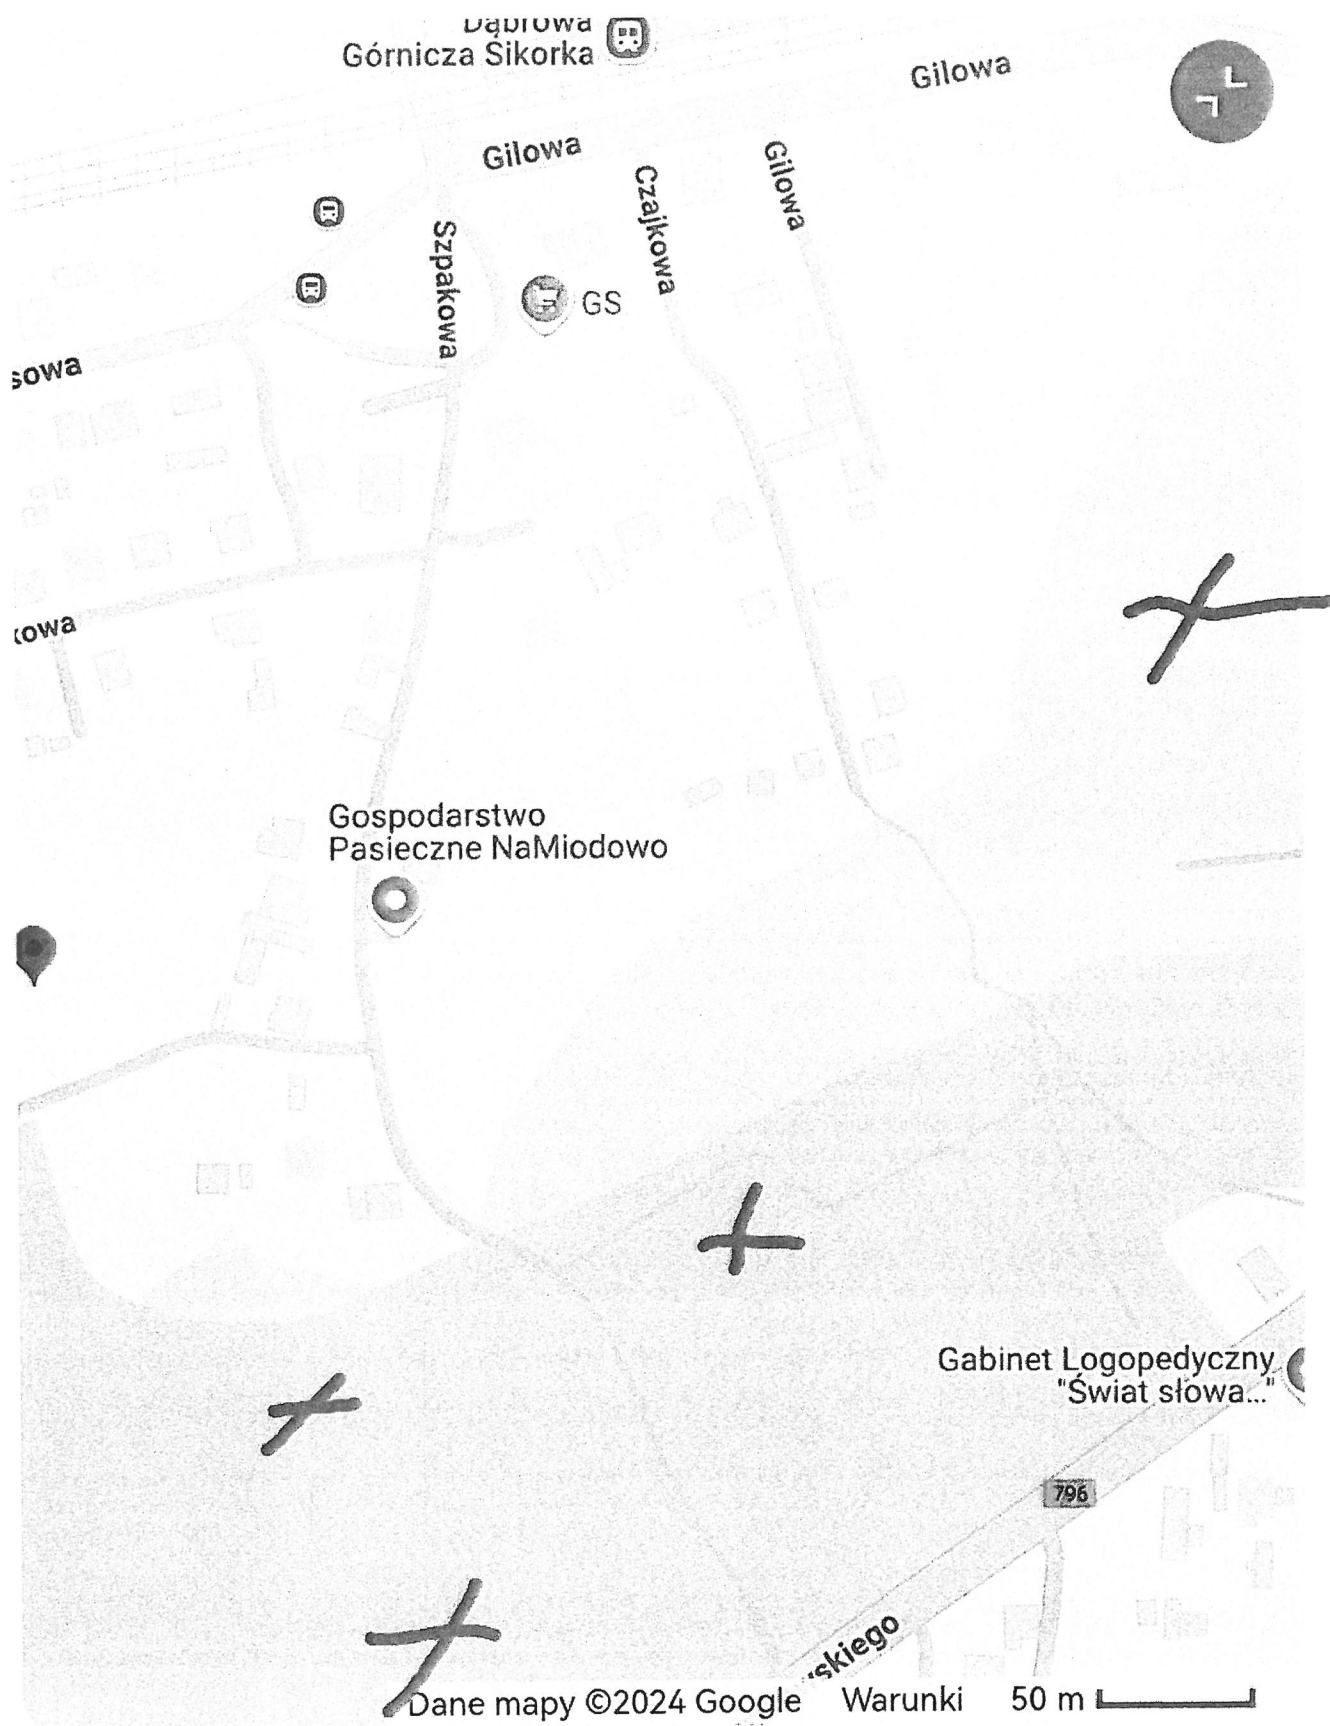 Dąbrowa
Górnicza Sikorka
Gilowa
Gilowa
Gilowa
Czajkowa
Szpakowa
GS
sowa
kowa
Gospodarstwo
Pasieczne NaMiodowo
Gabinet Logopedyczny
"Świat słowa..."
796
skiego
Dane mapy ©2024 Google Warunki 50 m